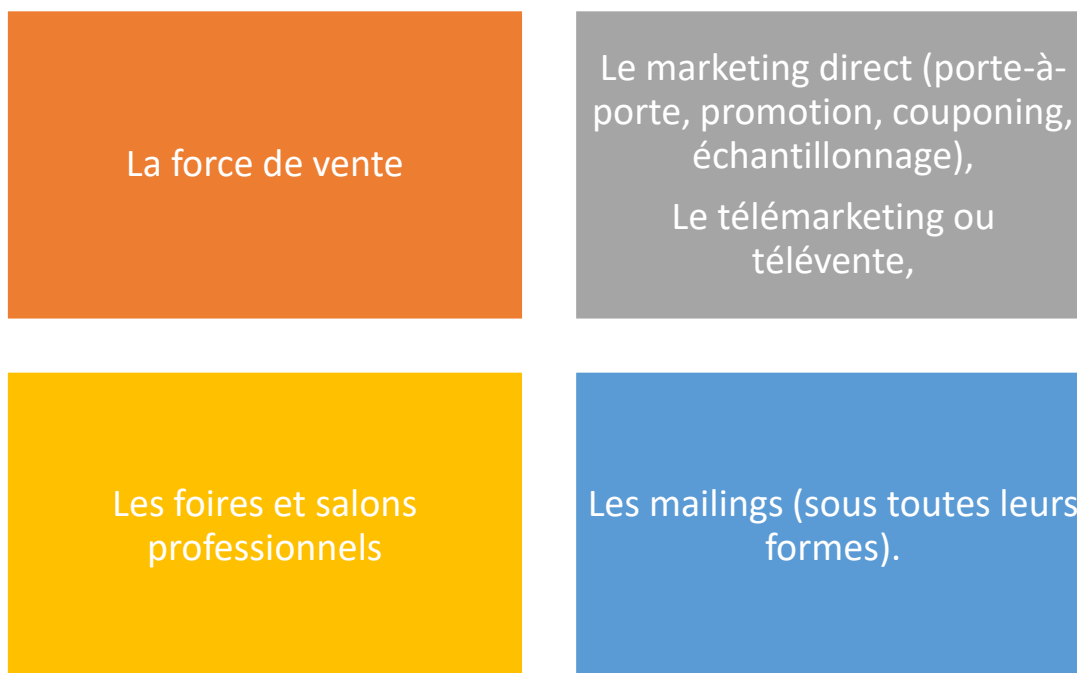 La force de vente
Le marketing direct (porte-à-
porte, promotion, couponing,
échantillonnage),
Le télémarketing ou
télévente,
Les foires et salons
professionnels
Les mailings (sous toutes leurs
formes).